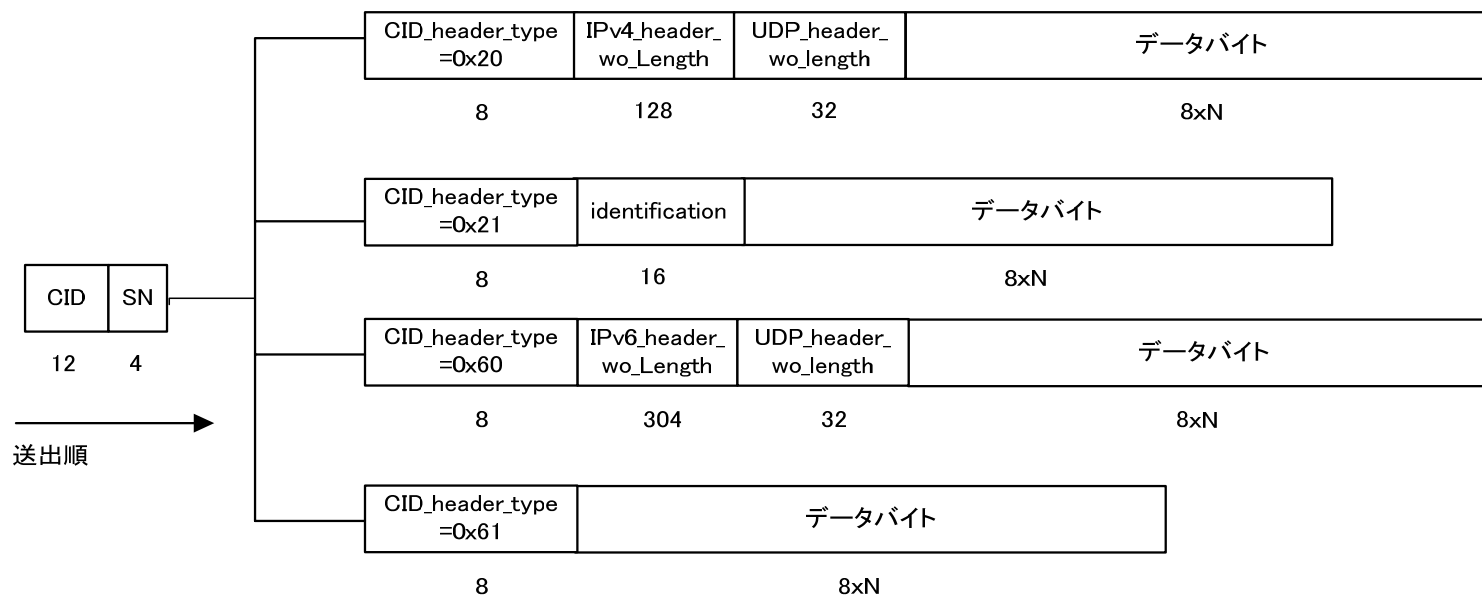 CID_header_type
=0x20
IPv4_header_
wo_Length
UDP_header_
wo_length
データバイト
8
128
32
8xN
CID_header_type
=0x21
identification
データバイト
8
16
8xN
CID
SN
12
4
送出順
CID_header_type
=0x60
IPv6_header_
wo_Length
UDP_header_
wo_length
データバイト
8
304
32
8xN
CID_header_type
=0x61
データバイト
8
8xN